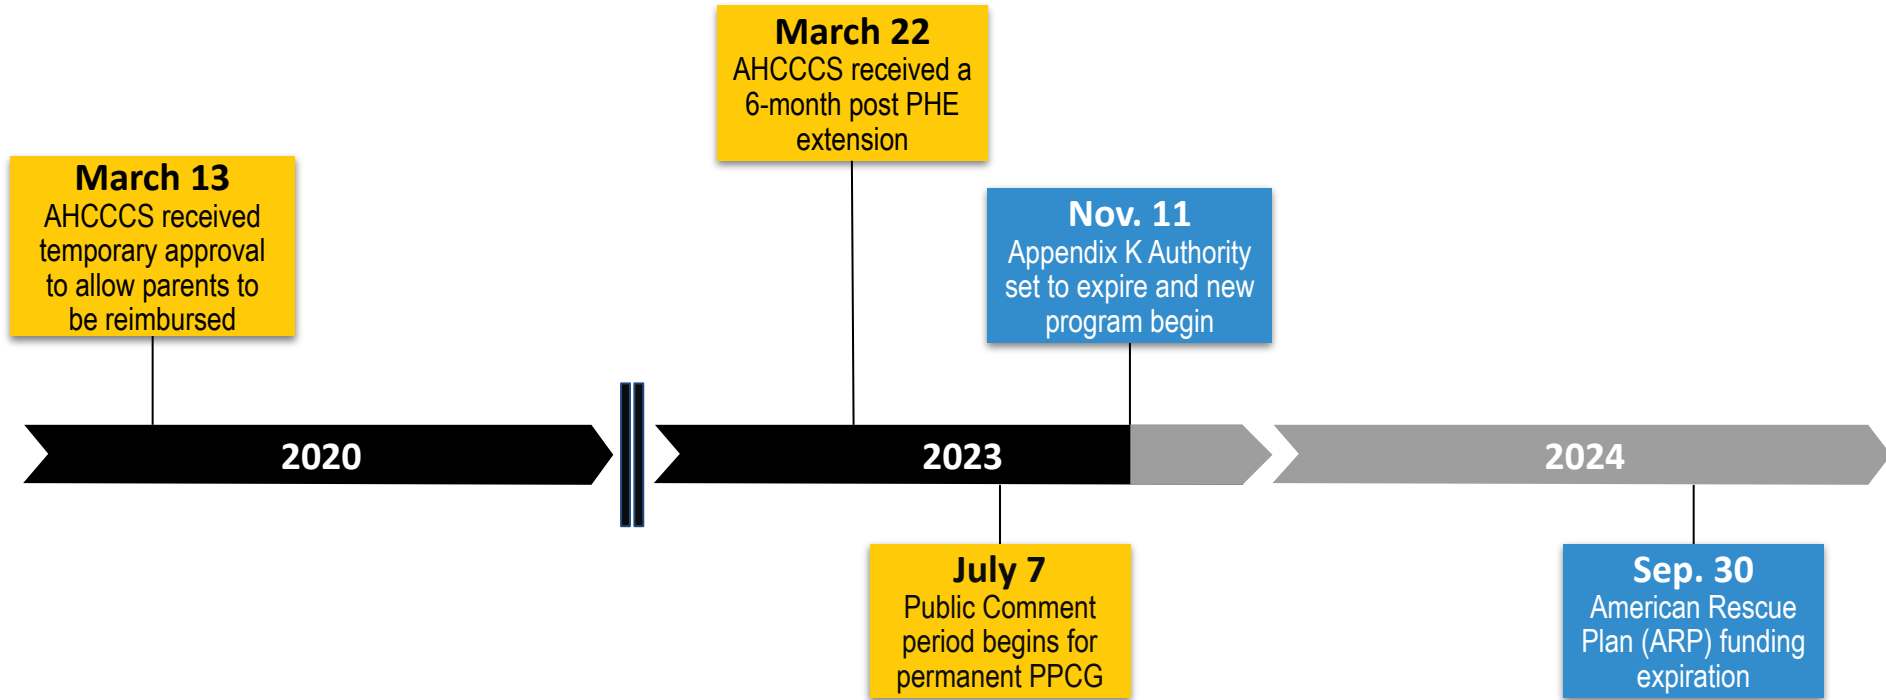 March 13
AHCCCS received
temporary approval
to allow parents to
be reimbursed
March 22
AHCCCS received a
6-month post PHE
extension
Nov. 11
Appendix K Authority
set to expire and new
program begin
2020
2023
2024
July 7
Public Comment
period begins for
permanent PPCG
Sep. 30
American Rescue
Plan (ARP) funding
expiration